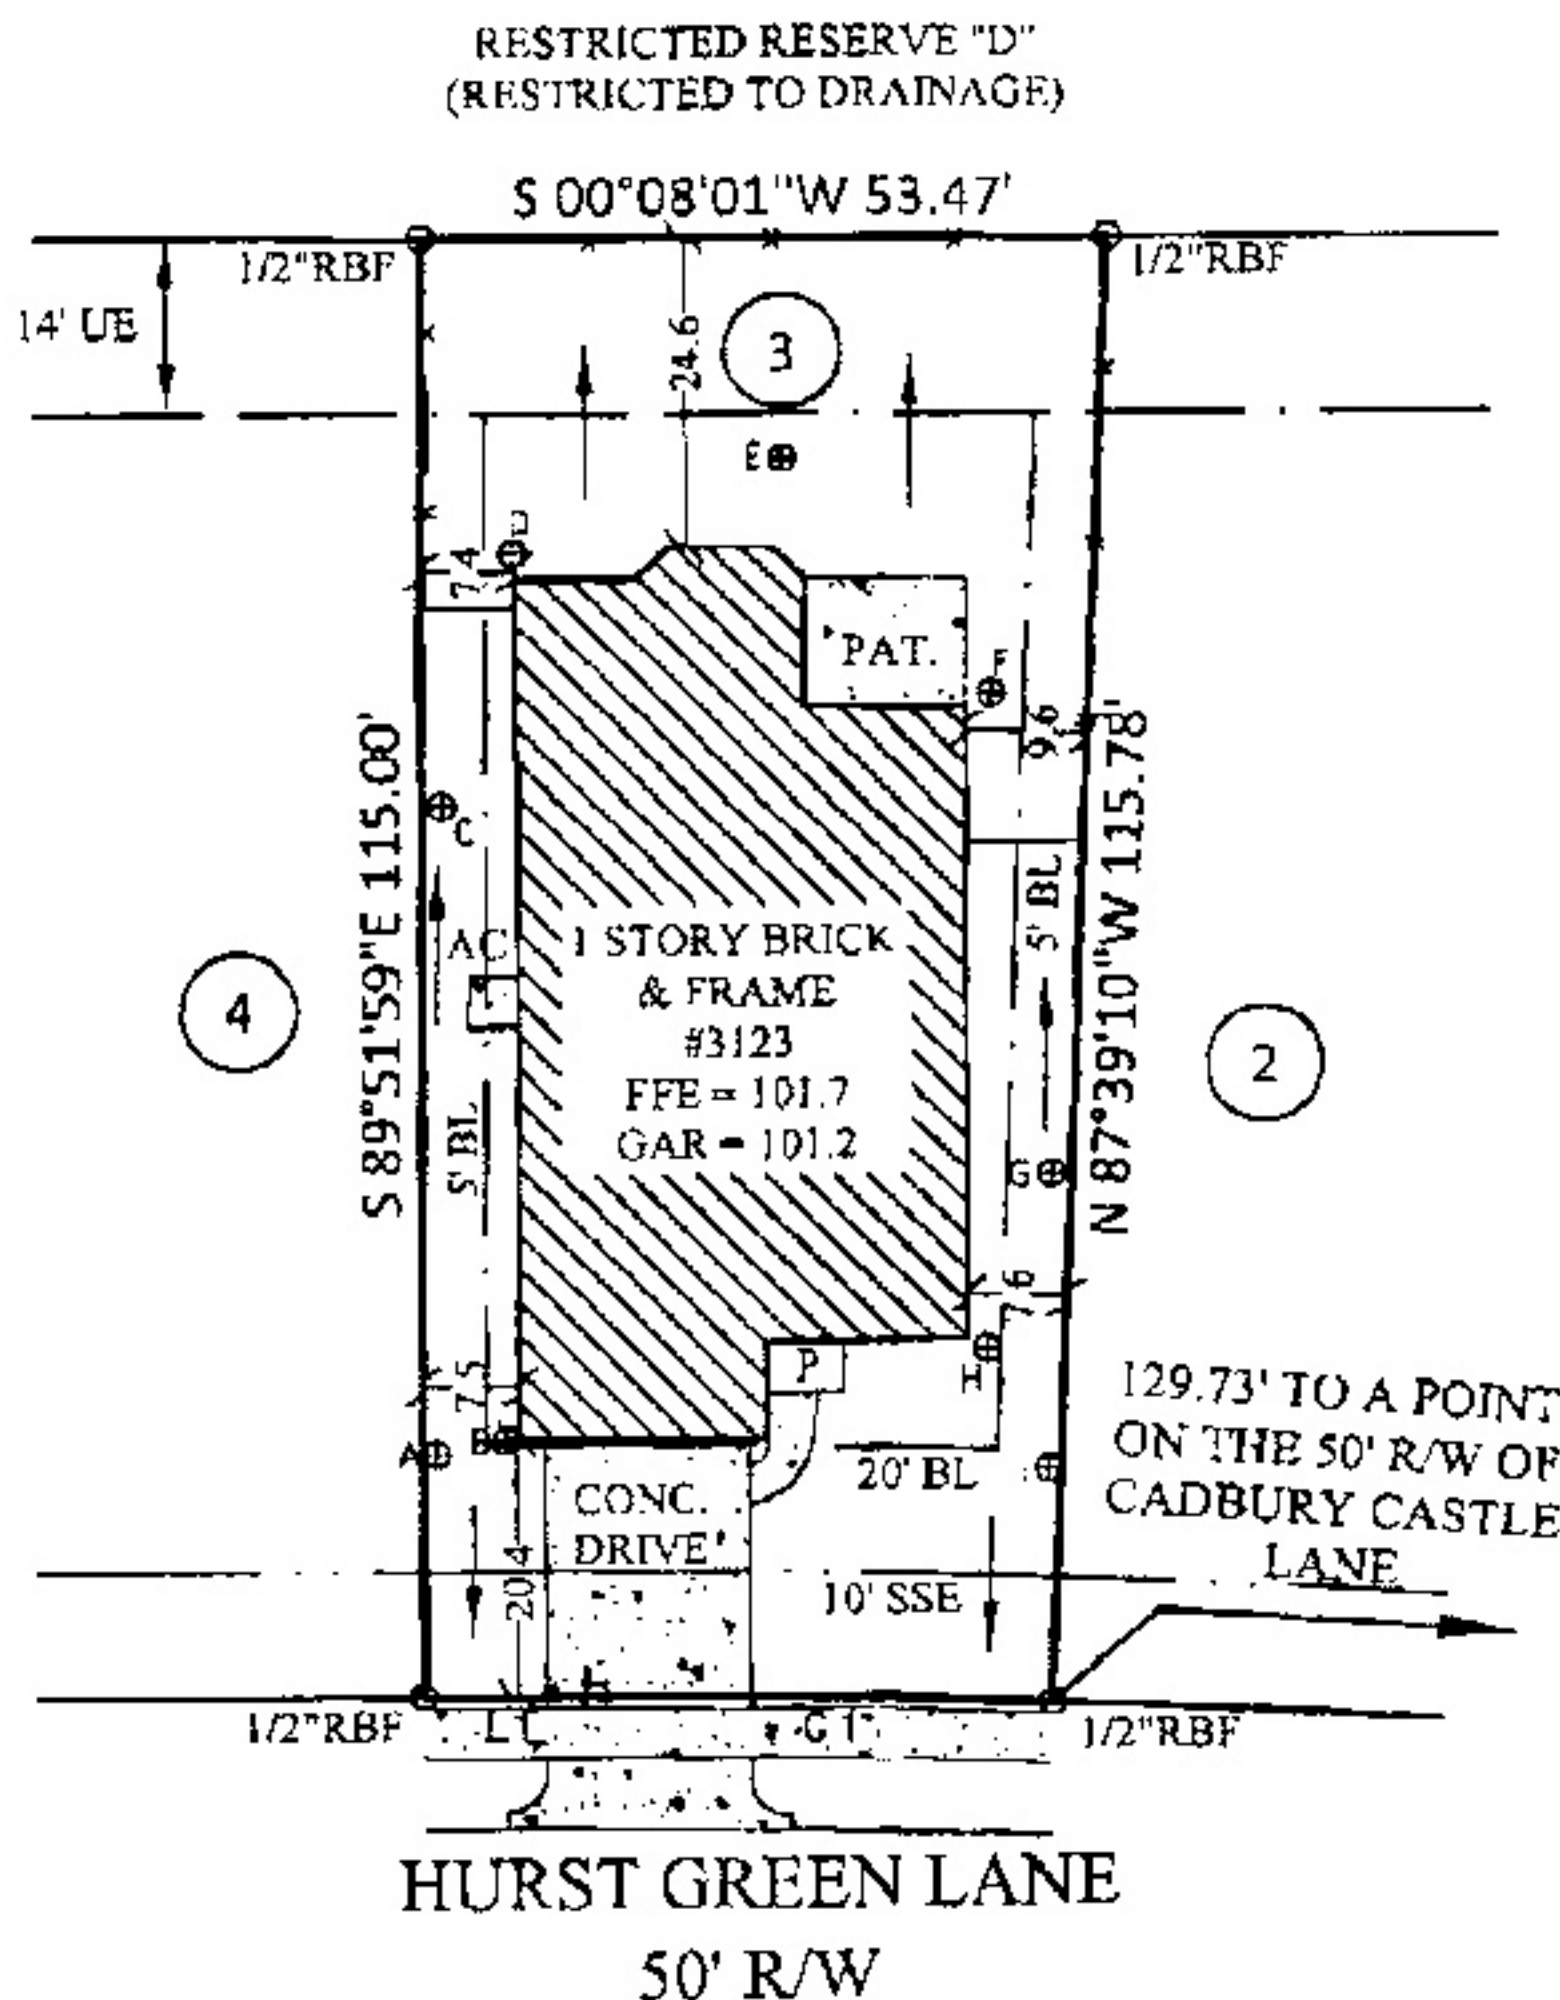 RESTRICTED RESERVE "D"
(RESTRICTED TO DRAINAGE)
S 00°08'01"W 53.47'
1/2"RBF
1/2"RBF
14' UE
24.6
3
E
D
7.4
PAT.
F
9.6
S 89°51'59"E 115.00'
N 87°39'10"W 115.78'
C
5' BL
AC
1 STORY BRICK
& FRAME
#3123
FFE = 101.7
GAR = 101.2
4
2
5' BL
G
7.6
P
H
7.5
A
B
129.73' TO A POINT
ON THE 50' R/W OF
CADBURY CASTLE
LANE
20' BL
CONC.
DRIVE
20.4
10' SSE
1/2"RBF
1/2"RBF
HURST GREEN LANE
50' R/W